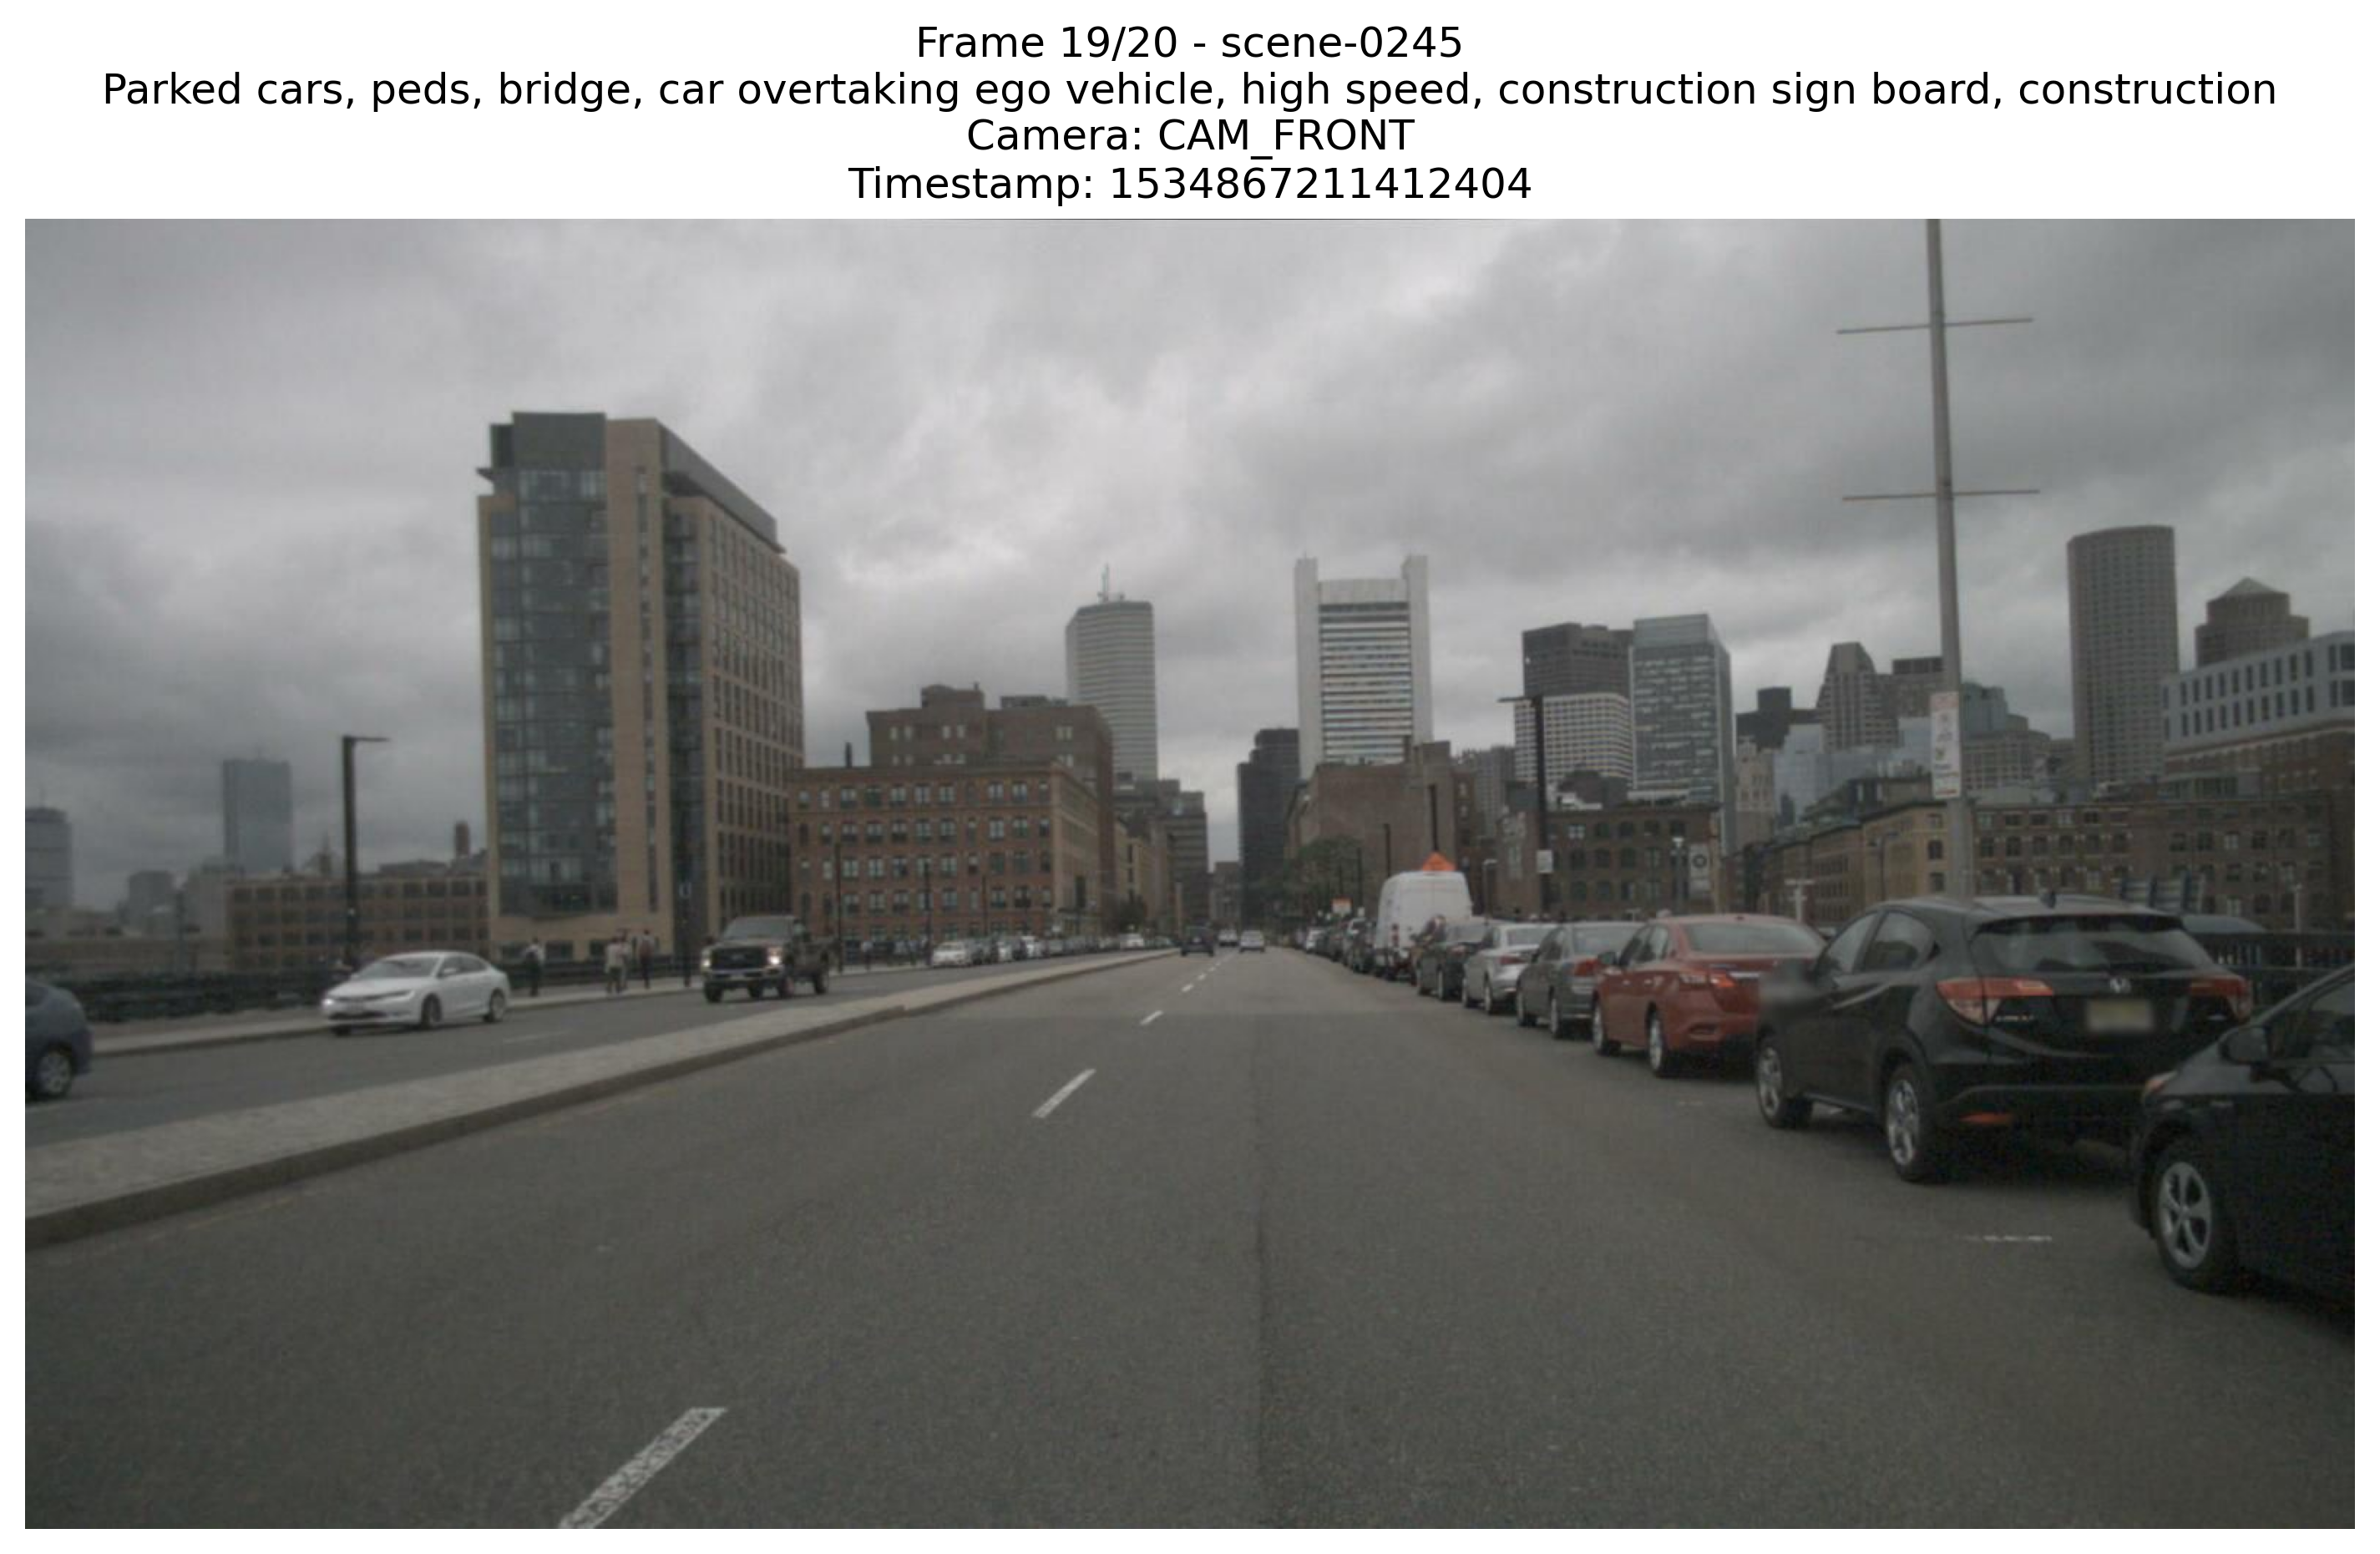 Frame 19/20 - scene-0245
Parked cars, peds, bridge, car overtaking ego vehicle, high speed, construction sign board, construction
Camera: CAM_FRONT
Timestamp: 1534867211412404